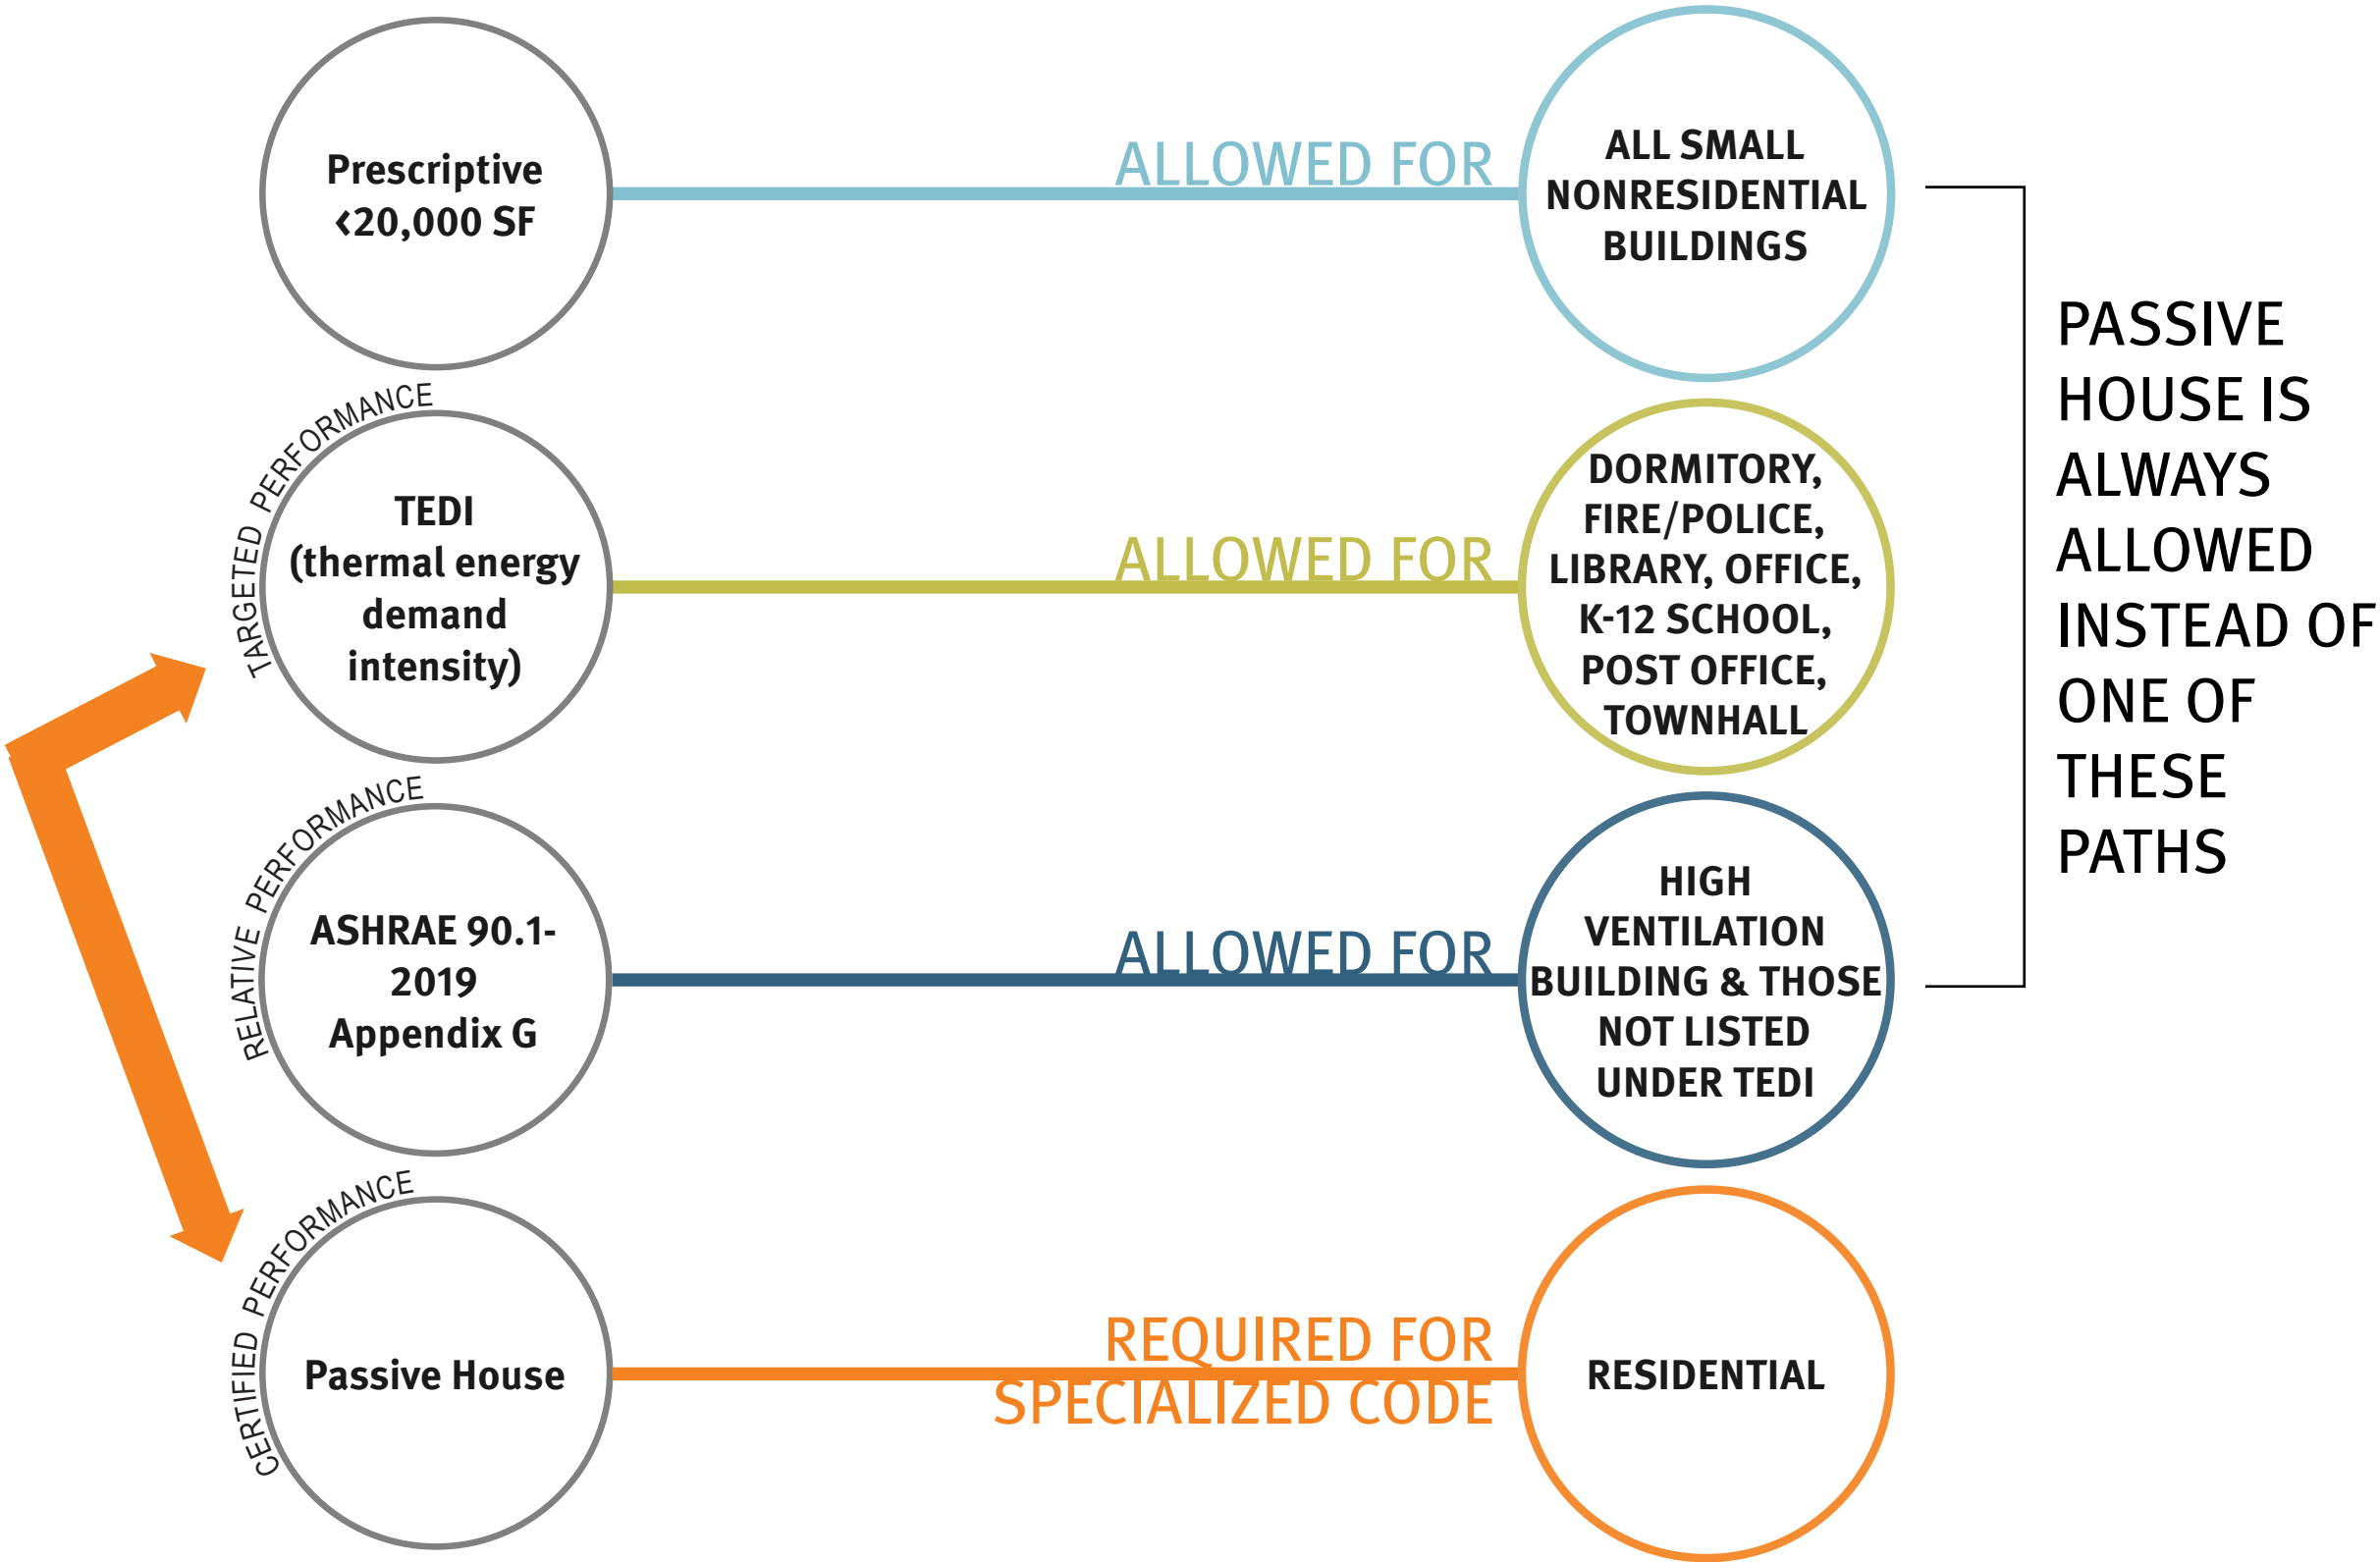 Prescriptive
<20,000 SF
ALLOWED FOR
ALL SMALL
NONRESIDENTIAL
BUILDINGS
TARGETED PERFORMANCE
TEDI
(thermal energy
demand
intensity)
ALLOWED FOR
DORMITORY,
FIRE/POLICE,
LIBRARY, OFFICE,
K-12 SCHOOL,
POST OFFICE,
TOWNHALL
RELATIVE PERFORMANCE
ASHRAE 90.1-
2019
Appendix G
ALLOWED FOR
HIGH
VENTILATION
BUILDING & THOSE
NOT LISTED
UNDER TEDI
CERTIFIED PERFORMANCE
Passive House
REQUIRED FOR
SPECIALIZED CODE
RESIDENTIAL
PASSIVE
HOUSE IS
ALWAYS
ALLOWED
INSTEAD OF
ONE OF
THESE
PATHS